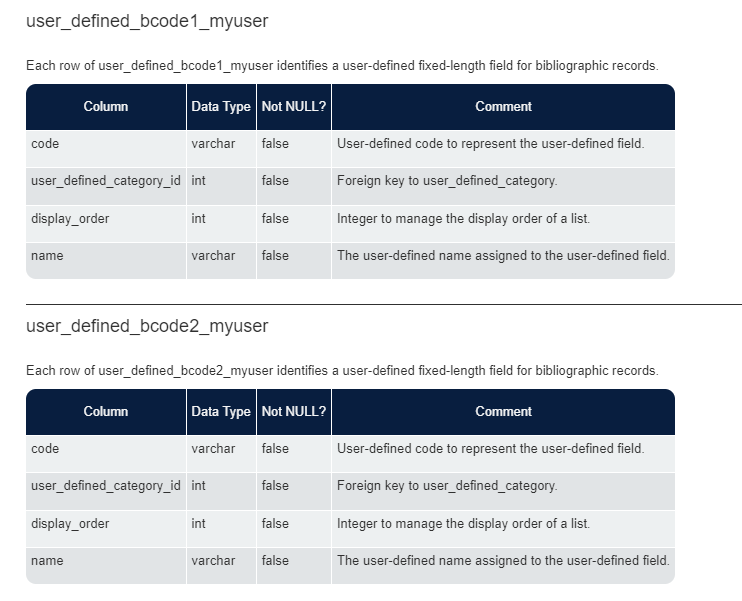 user_defined_bcode1_myuser
Each row of user_defined_bcode1_myuser identifies a user-defined fixed-length field for bibliographic records.
Column Data Type Not NULL? Comment
code varchar false User-defined code to represent the user-defined field.
user_defined_category_id int false Foreign key to user_defined_category.
display_order int false Integer to manage the display order of a list.
name varchar false The user-defined name assigned to the user-defined field.
user_defined_bcode2_myuser
Each row of user_defined_bcode2_myuser identifies a user-defined fixed-length field for bibliographic records.
Column Data Type Not NULL? Comment
code varchar false User-defined code to represent the user-defined field.
user_defined_category_id int false Foreign key to user_defined_category.
display_order int false Integer to manage the display order of a list.
name varchar false The user-defined name assigned to the user-defined field.